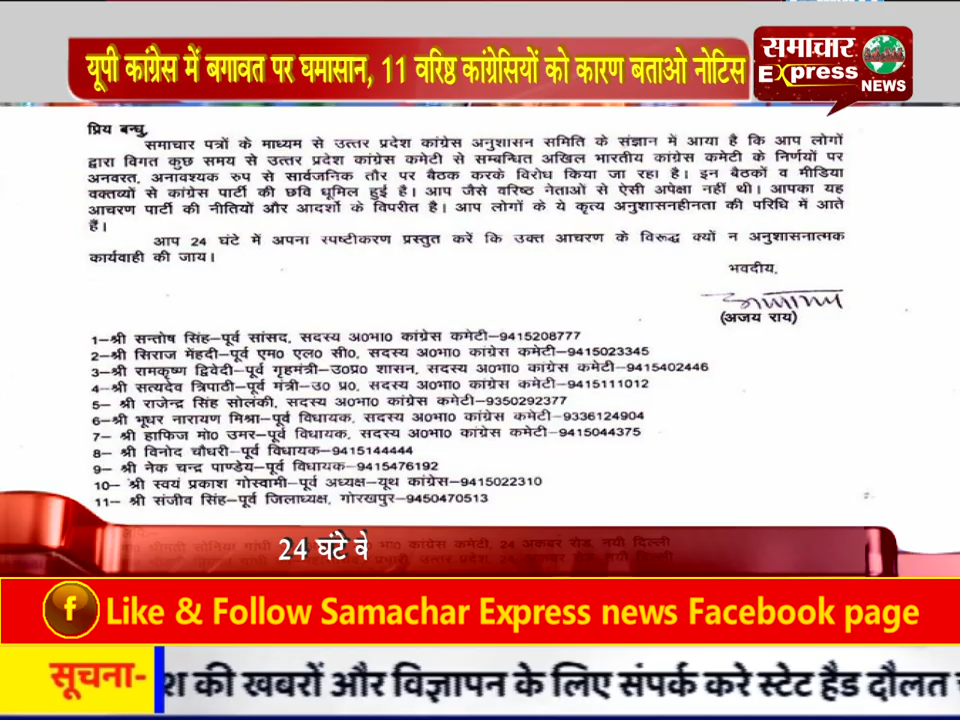 यूपी कांग्रेस में बगावत पर घमासान, 11 वरिष्ठ कांग्रेसियों को कारण बताओ नोटिस
समाचार
Express
NEWS
प्रिय बन्धु,
समाचार पत्रों के माध्यम से उत्तर प्रदेश कांग्रेस अनुशासन समिति के संज्ञान में आया है कि आप लोगों
द्वारा विगत कुछ समय से उत्तर प्रदेश कांग्रेस कमेटी से सम्बन्धित अखिल भारतीय कांग्रेस कमेटी के निर्णयों पर
अनवरत, अनावश्यक रुप से सार्वजनिक तौर पर बैठक करके विरोध किया जा रहा है। इन बैठकों व मीडिया
वक्तव्यों से कांग्रेस पार्टी की छवि धूमिल हुई है। आप जैसे वरिष्ठ नेताओं से ऐसी अपेक्षा नहीं थी। आपका यह
आचरण पार्टी की नीतियों और आदर्शो के विपरीत है। आप लोगों के ये कृत्य अनुशासनहीनता की परिधि में आते
हैं।
आप 24 घंटे में अपना स्पष्टीकरण प्रस्तुत करें कि उक्त आचरण के विरूद्ध क्यों न अनुशासनात्मक
कार्यवाही की जाय।
भवदीय,
(अजय राय)
1–श्री सन्तोष सिंह–पूर्व सांसद, सदस्य अ0भा0 कांग्रेस कमेटी–9415208777
2–श्री सिराज मेंहदी–पूर्व एम0 एल0 सी0, सदस्य अ0भा0 कांग्रेस कमेटी–9415023345
3–श्री रामकृष्ण द्विवेदी–पूर्व गृहमंत्री–उ0प्र0 शासन, सदस्य अ0भा0 कांग्रेस कमेटी–9415402446
4–श्री सत्यदेव त्रिपाठी–पूर्व मंत्री–उ0 प्र0, सदस्य अ0भा0 कांग्रेस कमेटी–9415111012
5– श्री राजेन्द्र सिंह सोलंकी, सदस्य अ0भा0 कांग्रेस कमेटी–9350292377
6–श्री भूधर नारायण मिश्रा–पूर्व विधायक, सदस्य अ0भा0 कांग्रेस कमेटी–9336124904
7– श्री हाफिज मो0 उमर–पूर्व विधायक, सदस्य अ0भा0 कांग्रेस कमेटी–9415044375
8– श्री विनोद चौधरी–पूर्व विधायक–9415144444
9– श्री नेक चन्द्र पाण्डेय–पूर्व विधायक–9415476192
10– श्री स्वयं प्रकाश गोस्वामी–पूर्व अध्यक्ष–यूथ कांग्रेस–9415022310
11– श्री संजीव सिंह–पूर्व जिलाध्यक्ष, गोरखपुर–9450470513
श्रीमती सोनिया गांधी भा0 कांग्रेस कमेटी, 24 अकबर रोड, नयी दिल्ली
गांधी प्रभारी, उत्तर प्रदेश, 24 अकबर रोड, नयी दिल्ली
24 घंटे वे
f Like & Follow Samachar Express news Facebook page
सूचना- श की खबरों और विज्ञापन के लिए संपर्क करे स्टेट हैड दौलत